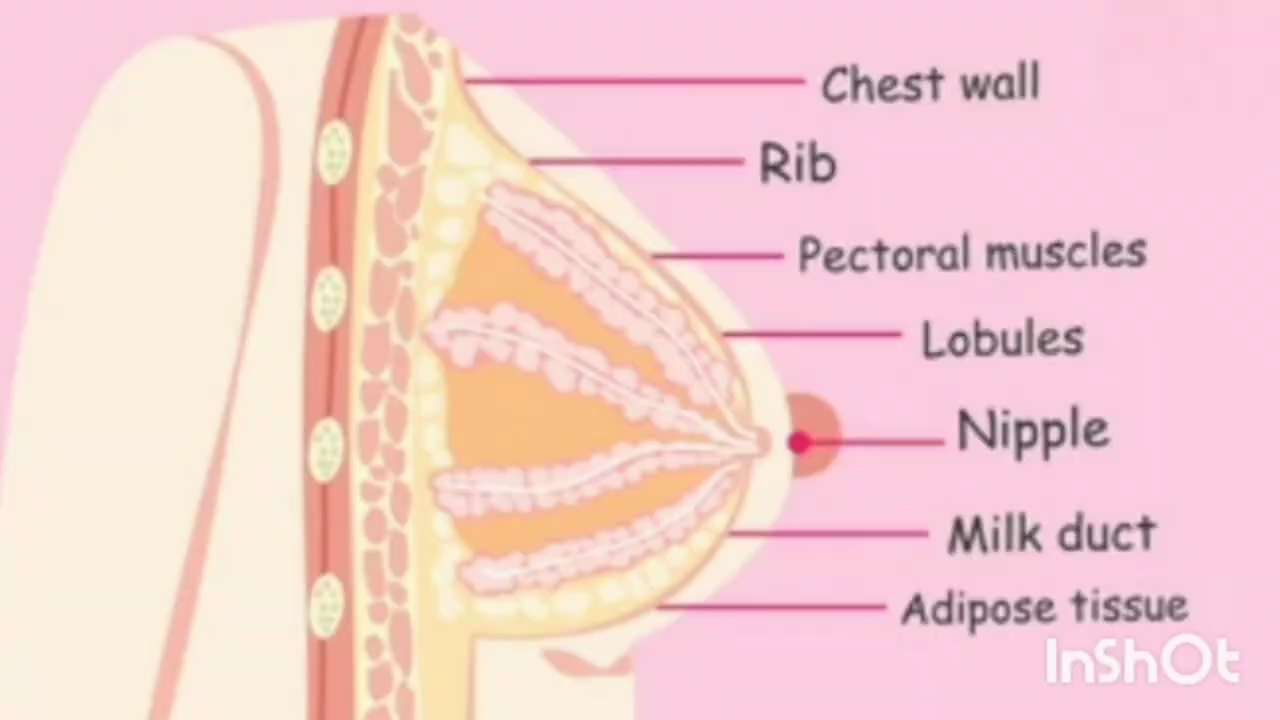 Chest wall
Rib
Pectoral muscles
Lobules
Nipple
Milk duct
Adipose tissue
InShOt